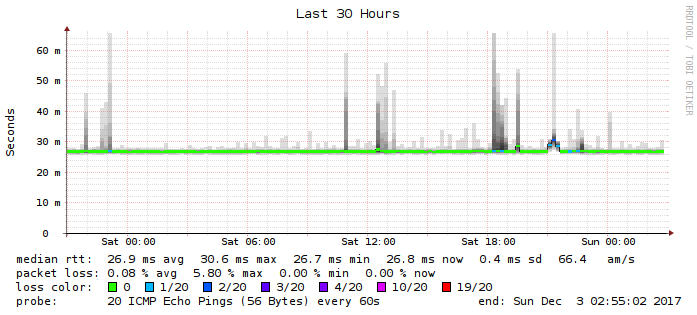 Last 30 Hours
RRDTOOL / TOBI OETIKER
Seconds
60 m
50 m
40 m
30 m
20 m
10 m
0
Sat 00:00 Sat 06:00 Sat 12:00 Sat 18:00 Sun 00:00
median rtt: 26.9 ms avg 30.6 ms max 26.7 ms min 26.8 ms now 0.4 ms sd 66.4 am/s
packet loss: 0.08 % avg 5.80 % max 0.00 % min 0.00 % now
loss color: 0 1/20 2/20 3/20 4/20 10/20 19/20
probe: 20 ICMP Echo Pings (56 Bytes) every 60s end: Sun Dec 3 02:55:02 2017